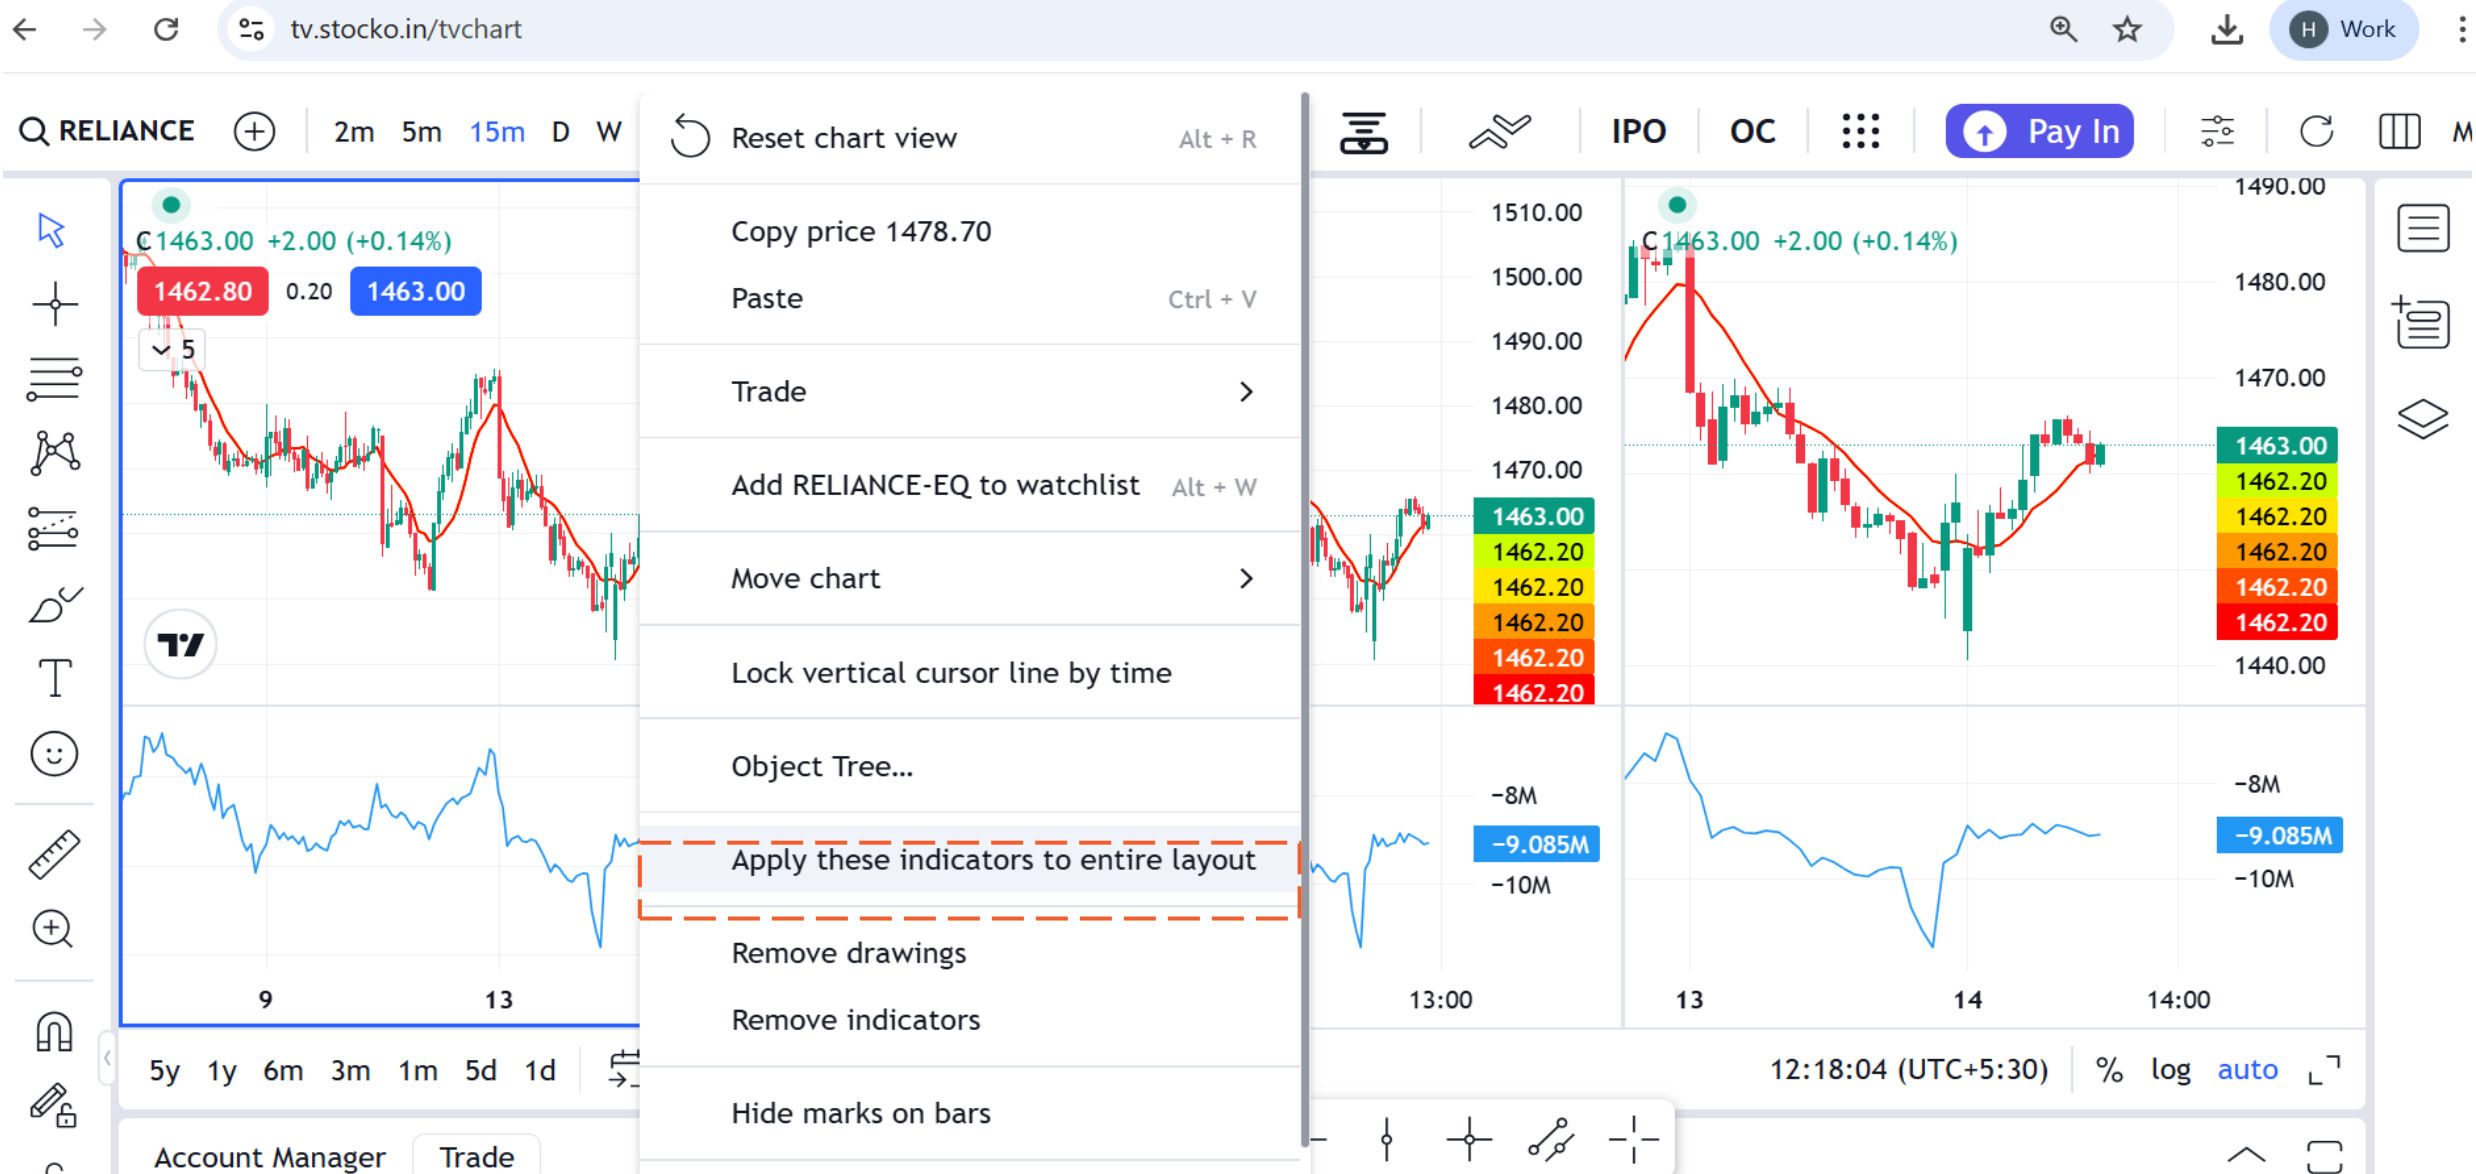 tv.stocko.in/tvchart
H Work
RELIANCE
2m 5m 15m D W
IPO OC
Pay In
C1463.00 +2.00 (+0.14%)
1462.80 0.20 1463.00
5
9 13
Reset chart view Alt + R
Copy price 1478.70
Paste Ctrl + V
Trade
Add RELIANCE-EQ to watchlist Alt + W
Move chart
Lock vertical cursor line by time
Object Tree...
Apply these indicators to entire layout
Remove drawings
Remove indicators
Hide marks on bars
1510.00
1500.00
1490.00
1480.00
1470.00
1463.00
1462.20
1462.20
1462.20
1462.20
1462.20
−8M
−9.085M
−10M
13:00
C1463.00 +2.00 (+0.14%)
1490.00
1480.00
1470.00
1463.00
1462.20
1462.20
1462.20
1462.20
1462.20
1440.00
−8M
−9.085M
−10M
13 14 14:00
5y 1y 6m 3m 1m 5d 1d
12:18:04 (UTC+5:30) % log auto
Account Manager Trade